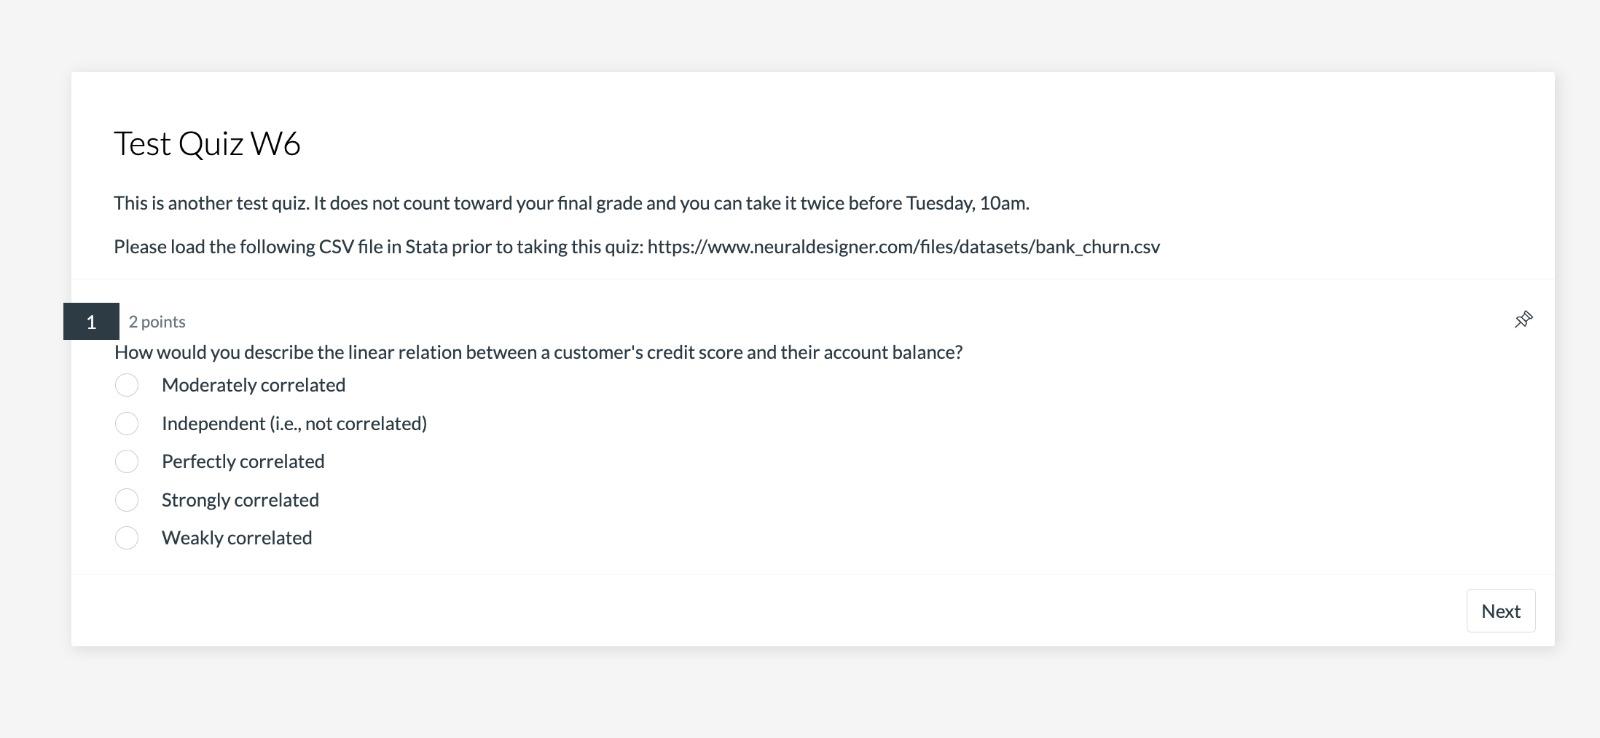 Test Quiz W6
This is another test quiz. It does not count toward your final grade and you can take it twice before Tuesday, 10am.
Please load the following CSV file in Stata prior to taking this quiz: https://www.neuraldesigner.com/files/datasets/bank_churn.csv
1 2 points
How would you describe the linear relation between a customer's credit score and their account balance?
Moderately correlated
Independent (i.e., not correlated)
Perfectly correlated
Strongly correlated
Weakly correlated
Next